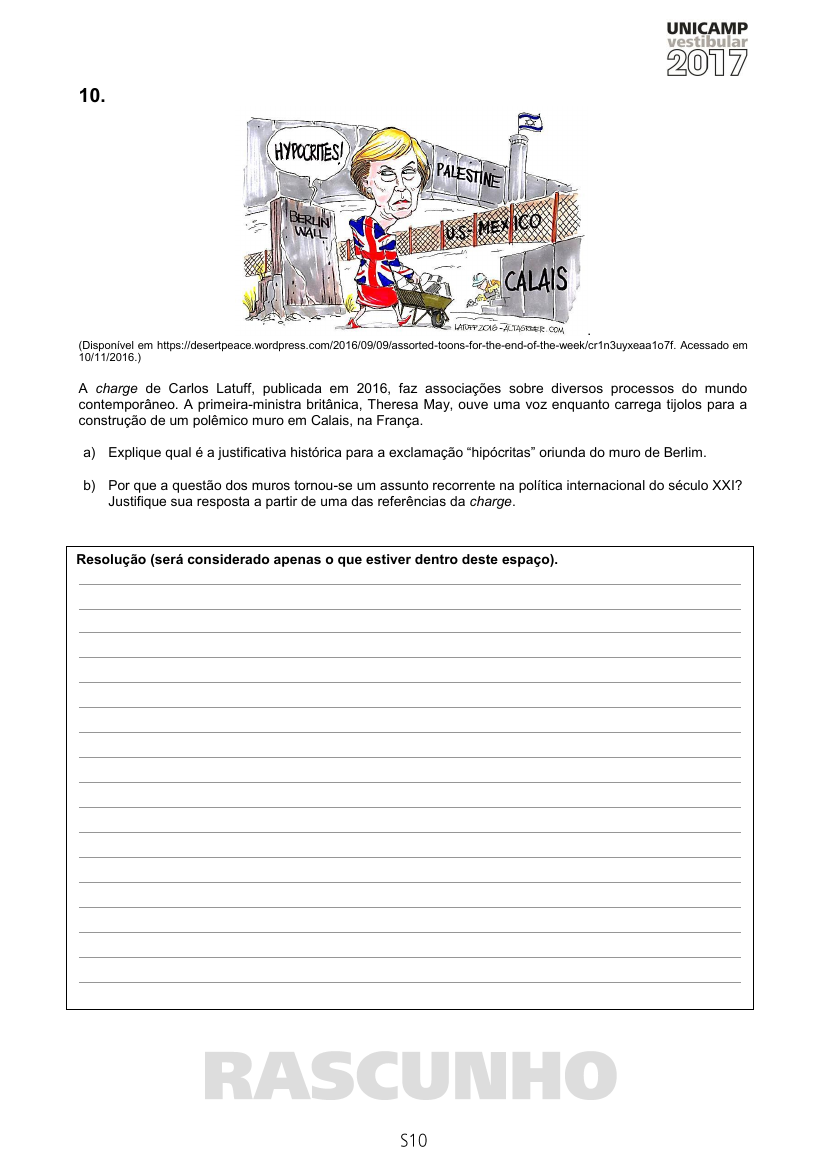 UNICAMP
vestibular
2017
10.
HYPOCRITES!
PALESTINE
BERLIN
WALL
U.S-MEXICO
CALAIS
LATUFF 2016 - ALTAGREER.COM
(Disponível em https://desertpeace.wordpress.com/2016/09/09/assorted-toons-for-the-end-of-the-week/cr1n3uyxeaa1o7f. Acessado em
10/11/2016.)
A charge de Carlos Latuff, publicada em 2016, faz associações sobre diversos processos do mundo
contemporâneo. A primeira-ministra britânica, Theresa May, ouve uma voz enquanto carrega tijolos para a
construção de um polêmico muro em Calais, na França.
a) Explique qual é a justificativa histórica para a exclamação “hipócritas” oriunda do muro de Berlim.
b) Por que a questão dos muros tornou-se um assunto recorrente na política internacional do século XXI?
Justifique sua resposta a partir de uma das referências da charge.
Resolução (será considerado apenas o que estiver dentro deste espaço).
RASCUNHO
S10